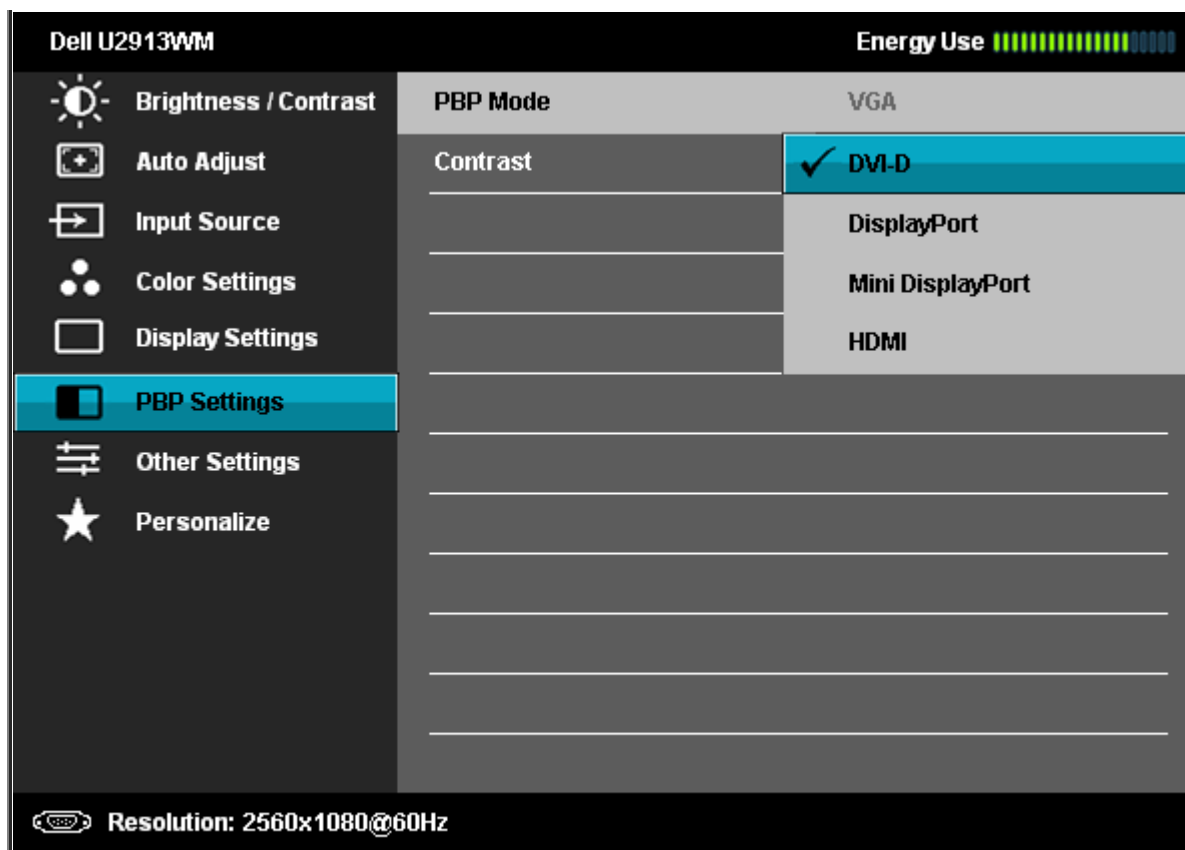 Dell U2913WM Energy Use
Brightness / Contrast PBP Mode VGA
Auto Adjust Contrast DVI-D
Input Source DisplayPort
Color Settings Mini DisplayPort
Display Settings HDMI
PBP Settings
Other Settings
Personalize
Resolution: 2560x1080@60Hz